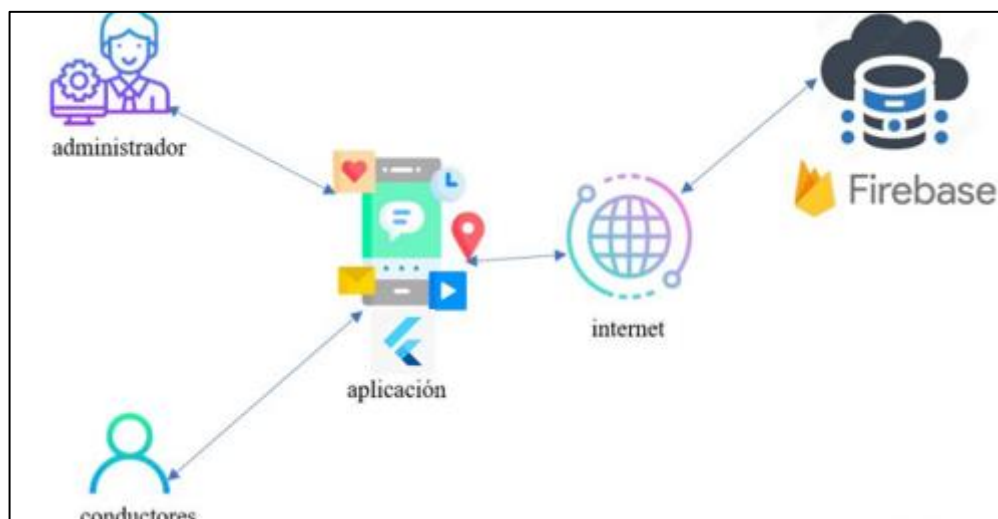 administrador
Firebase
internet
aplicación
conductores